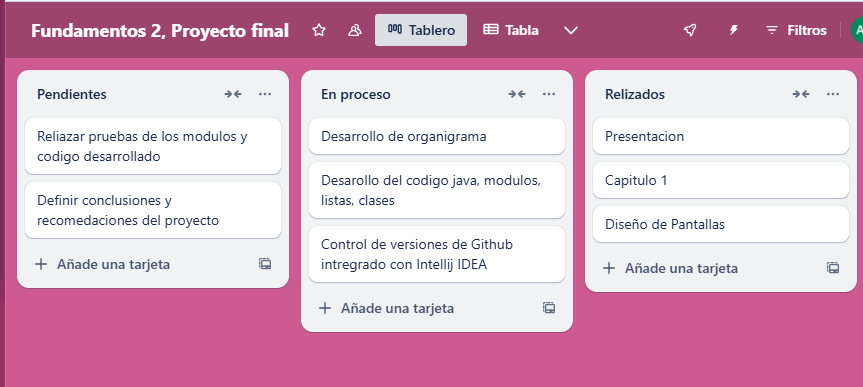 Fundamentos 2, Proyecto final
Tablero
Tabla
Filtros
A
Pendientes
Reliazar pruebas de los modulos y
codigo desarrollado
Definir conclusiones y
recomedaciones del proyecto
Añade una tarjeta
En proceso
Desarrollo de organigrama
Desarollo del codigo java, modulos,
listas, clases
Control de versiones de Github
intregrado con Intellij IDEA
Añade una tarjeta
Relizados
Presentacion
Capitulo 1
Diseño de Pantallas
Añade una tarjeta